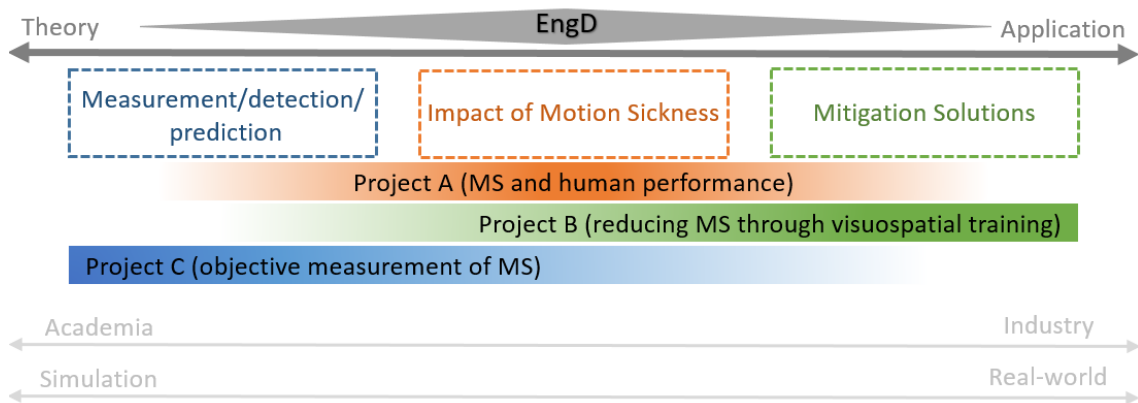 EngD
Theory
Application
Measurement/detection/
prediction
Impact of Motion Sickness
Mitigation Solutions
Project A (MS and human performance)
Project B (reducing MS through visuospatial training)
Project C (objective measurement of MS)
Academia
Industry
Simulation
Real-world